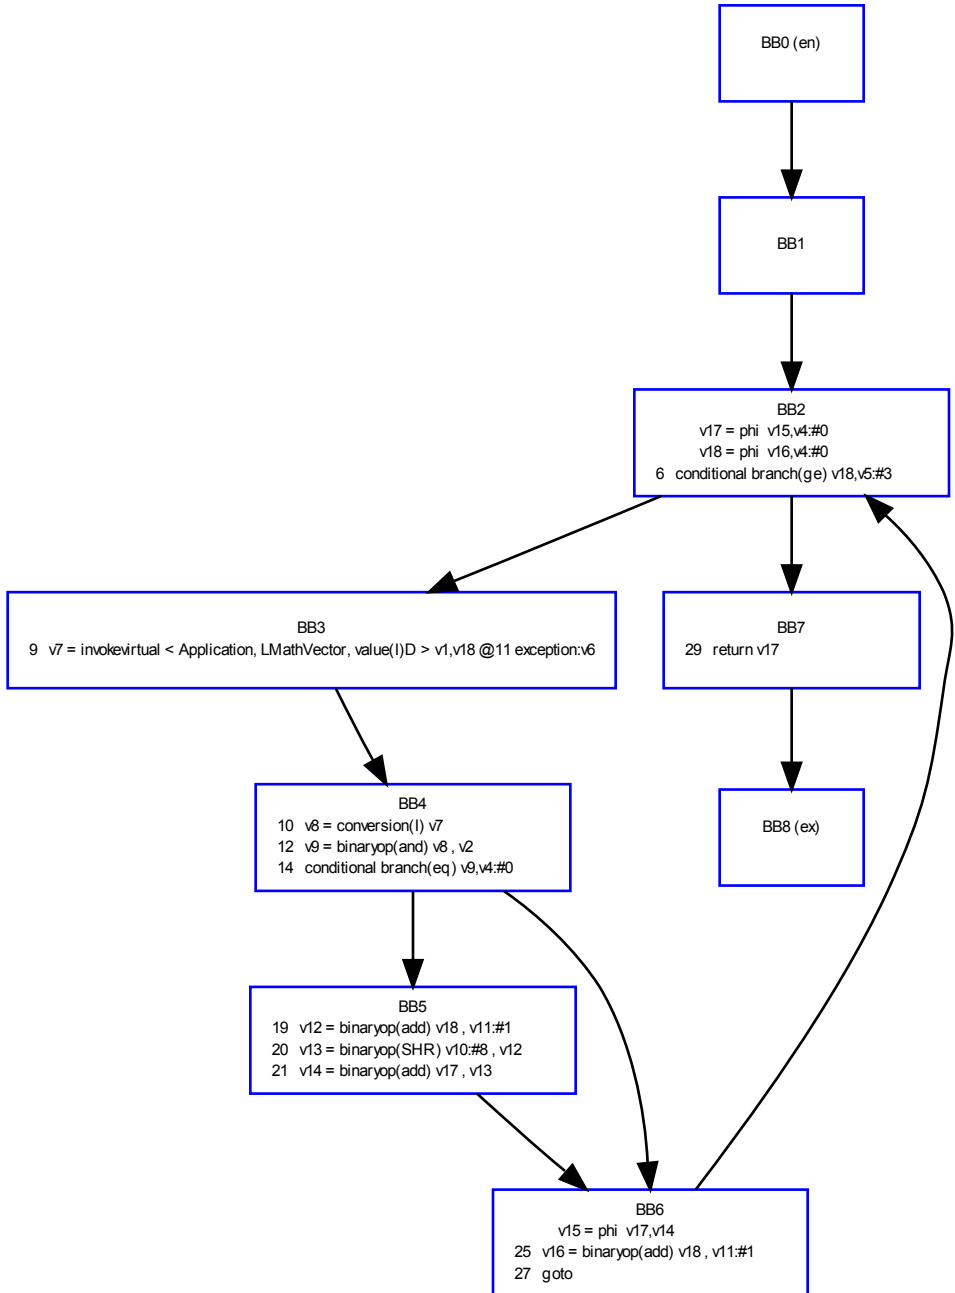 BB0 (en)
BB1
BB2
v17 = phi v15,v4:#0
v18 = phi v16,v4:#0
6 conditional branch(ge) v18,v5:#3
BB3
9 v7 = invokevirtual < Application, LMathVector, value(I)D > v1,v18 @11 exception:v6
BB7
29 return v17
BB4
10 v8 = conversion(I) v7
12 v9 = binaryop(and) v8 , v2
14 conditional branch(eq) v9,v4:#0
BB8 (ex)
BB5
19 v12 = binaryop(add) v18 , v11:#1
20 v13 = binaryop(SHR) v10:#8 , v12
21 v14 = binaryop(add) v17 , v13
BB6
v15 = phi v17,v14
25 v16 = binaryop(add) v18 , v11:#1
27 goto